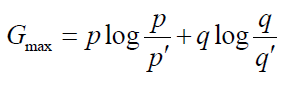 G_max = p log p/p′ + q log q/q′